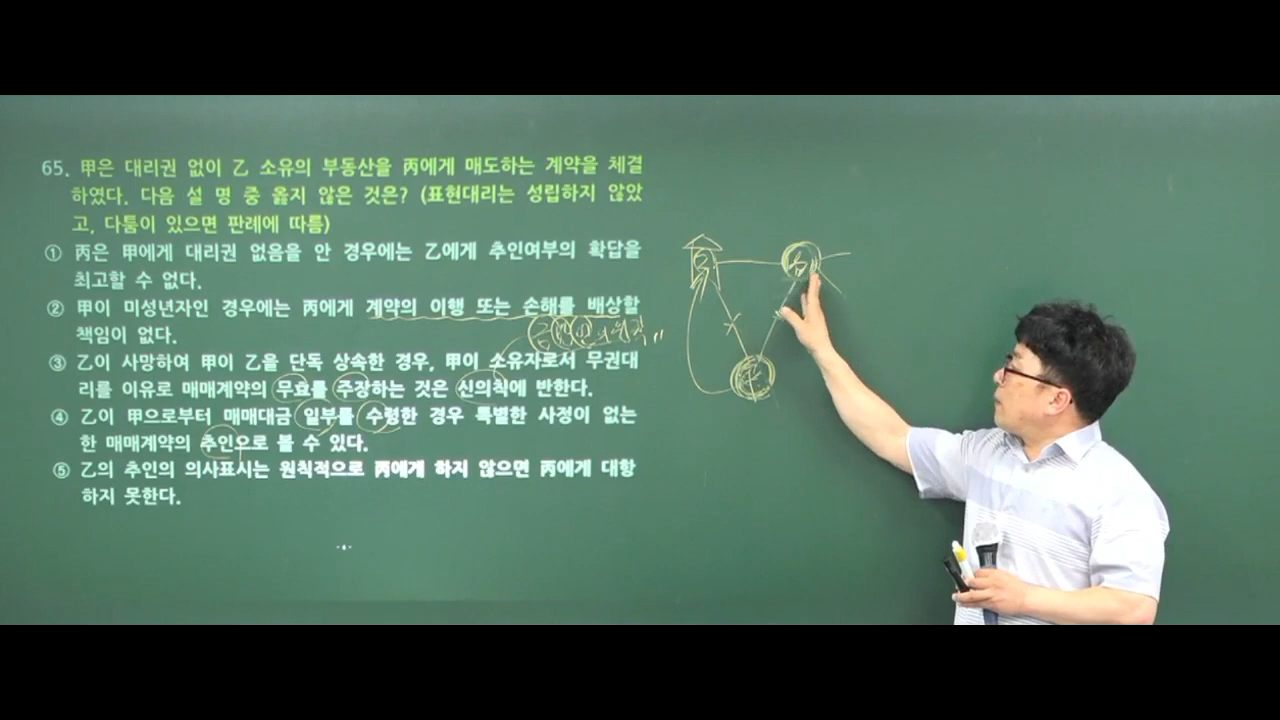 65. 甲은 대리권 없이 乙 소유의 부동산을 丙에게 매도하는 계약을 체결
하였다. 다음 설 명 중 옳지 않은 것은? (표현대리는 성립하지 않았
고, 다툼이 있으면 판례에 따름)
① 丙은 甲에게 대리권 없음을 안 경우에는 乙에게 추인여부의 확답을
최고할 수 없다.
② 甲이 미성년자인 경우에는 丙에게 계약의 이행 또는 손해를 배상할
책임이 없다.
③ 乙이 사망하여 甲이 乙을 단독 상속한 경우, 甲이 소유자로서 무권대
리를 이유로 매매계약의 무효를 주장하는 것은 신의칙에 반한다.
④ 乙이 甲으로부터 매매대금 일부를 수령한 경우 특별한 사정이 없는
한 매매계약의 추인으로 볼 수 있다.
⑤ 乙의 추인의 의사표시는 원칙적으로 丙에게 하지 않으면 丙에게 대항
하지 못한다.